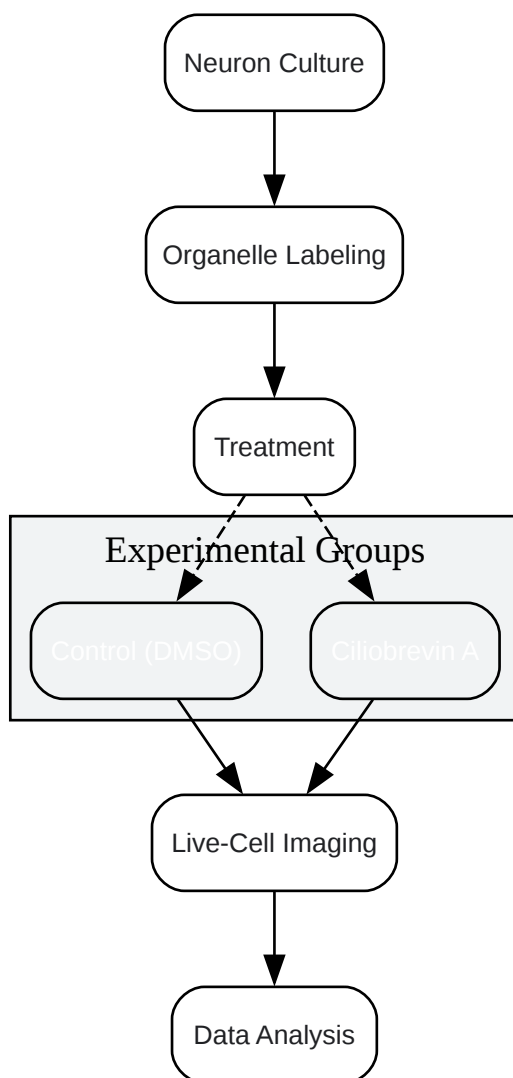 Neuron Culture
Organelle Labeling
Treatment
Experimental Groups
Control (DMSO)
Ciliobrevin A
Live-Cell Imaging
Data Analysis